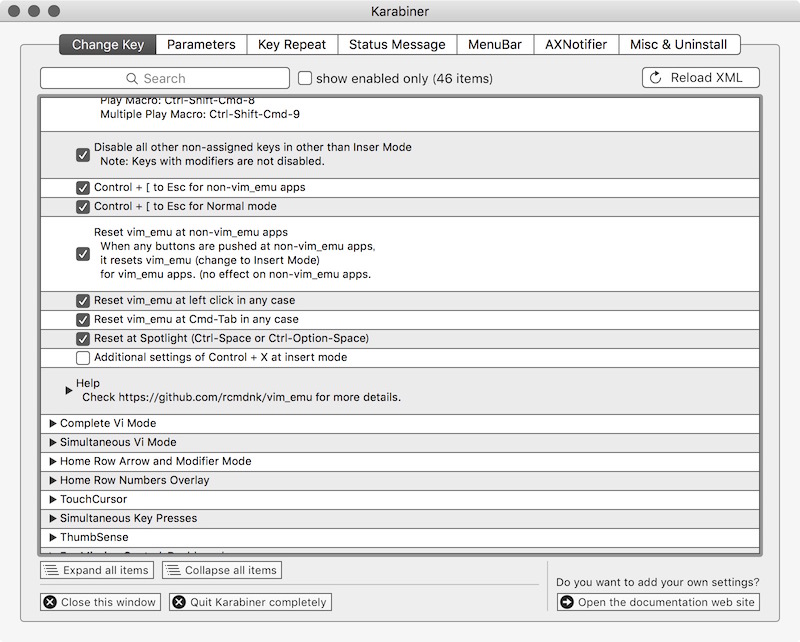 Karabiner
Change Key
Parameters
Key Repeat
Status Message
MenuBar
AXNotifier
Misc & Uninstall
Search
show enabled only (46 items)
Reload XML
Play Macro: Ctrl-Shift-Cmd-8
Multiple Play Macro: Ctrl-Shift-Cmd-9
Disable all other non-assigned keys in other than Inser Mode
Note: Keys with modifiers are not disabled.
Control + [ to Esc for non-vim_emu apps
Control + [ to Esc for Normal mode
Reset vim_emu at non-vim_emu apps
When any buttons are pushed at non-vim_emu apps,
it resets vim_emu (change to Insert Mode)
for vim_emu apps. (no effect on non-vim_emu apps.
Reset vim_emu at left click in any case
Reset vim_emu at Cmd-Tab in any case
Reset at Spotlight (Ctrl-Space or Ctrl-Option-Space)
Additional settings of Control + X at insert mode
Help
Check https://github.com/rcmdnk/vim_emu for more details.
Complete Vi Mode
Simultaneous Vi Mode
Home Row Arrow and Modifier Mode
Home Row Numbers Overlay
TouchCursor
Simultaneous Key Presses
ThumbSense
Expand all items
Collapse all items
Close this window
Quit Karabiner completely
Do you want to add your own settings?
Open the documentation web site